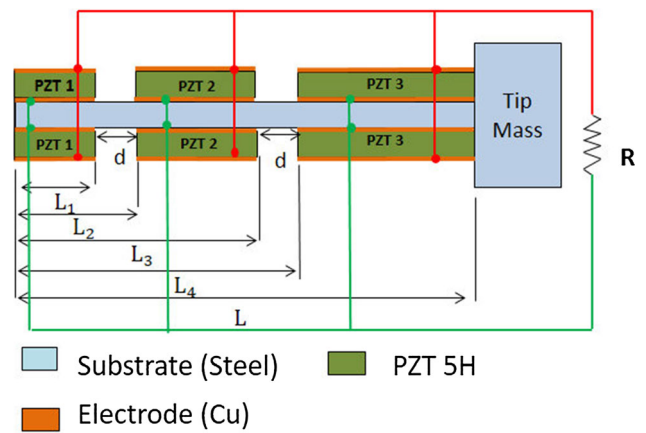 PZT 1
PZT 2
PZT 3
Tip
Mass
R
PZT 1
PZT 2
PZT 3
d
d
L₁
L₂
L₃
L₄
L
Substrate (Steel)
PZT 5H
Electrode (Cu)